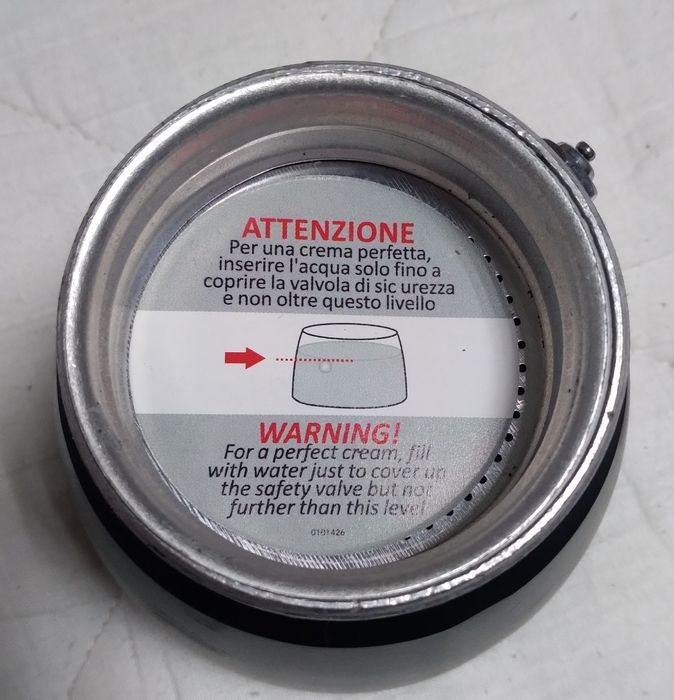 ATTENZIONE
Per una crema perfetta,
inserire l'acqua solo fino a
coprire la valvola di sic urezza
e non oltre questo livello
WARNING!
For a perfect cream, fill
with water just to cover up
the safety valve but not
further than this level
0101426